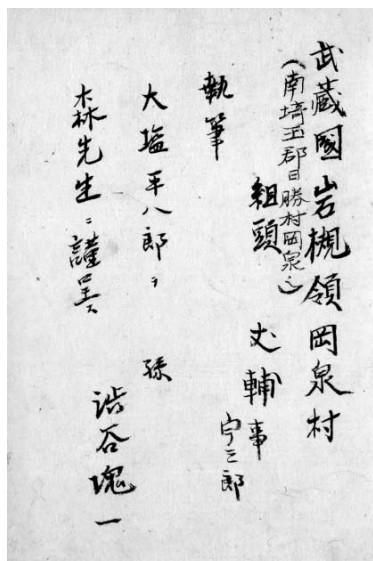 武蔵國岩槻領岡泉村
(南埼玉郡日勝村岡泉)
組頭
丈輔事
宇三郎
執筆
大塩平八郎ヲ
森先生ニ謹呈ス
孫
渋谷塊一